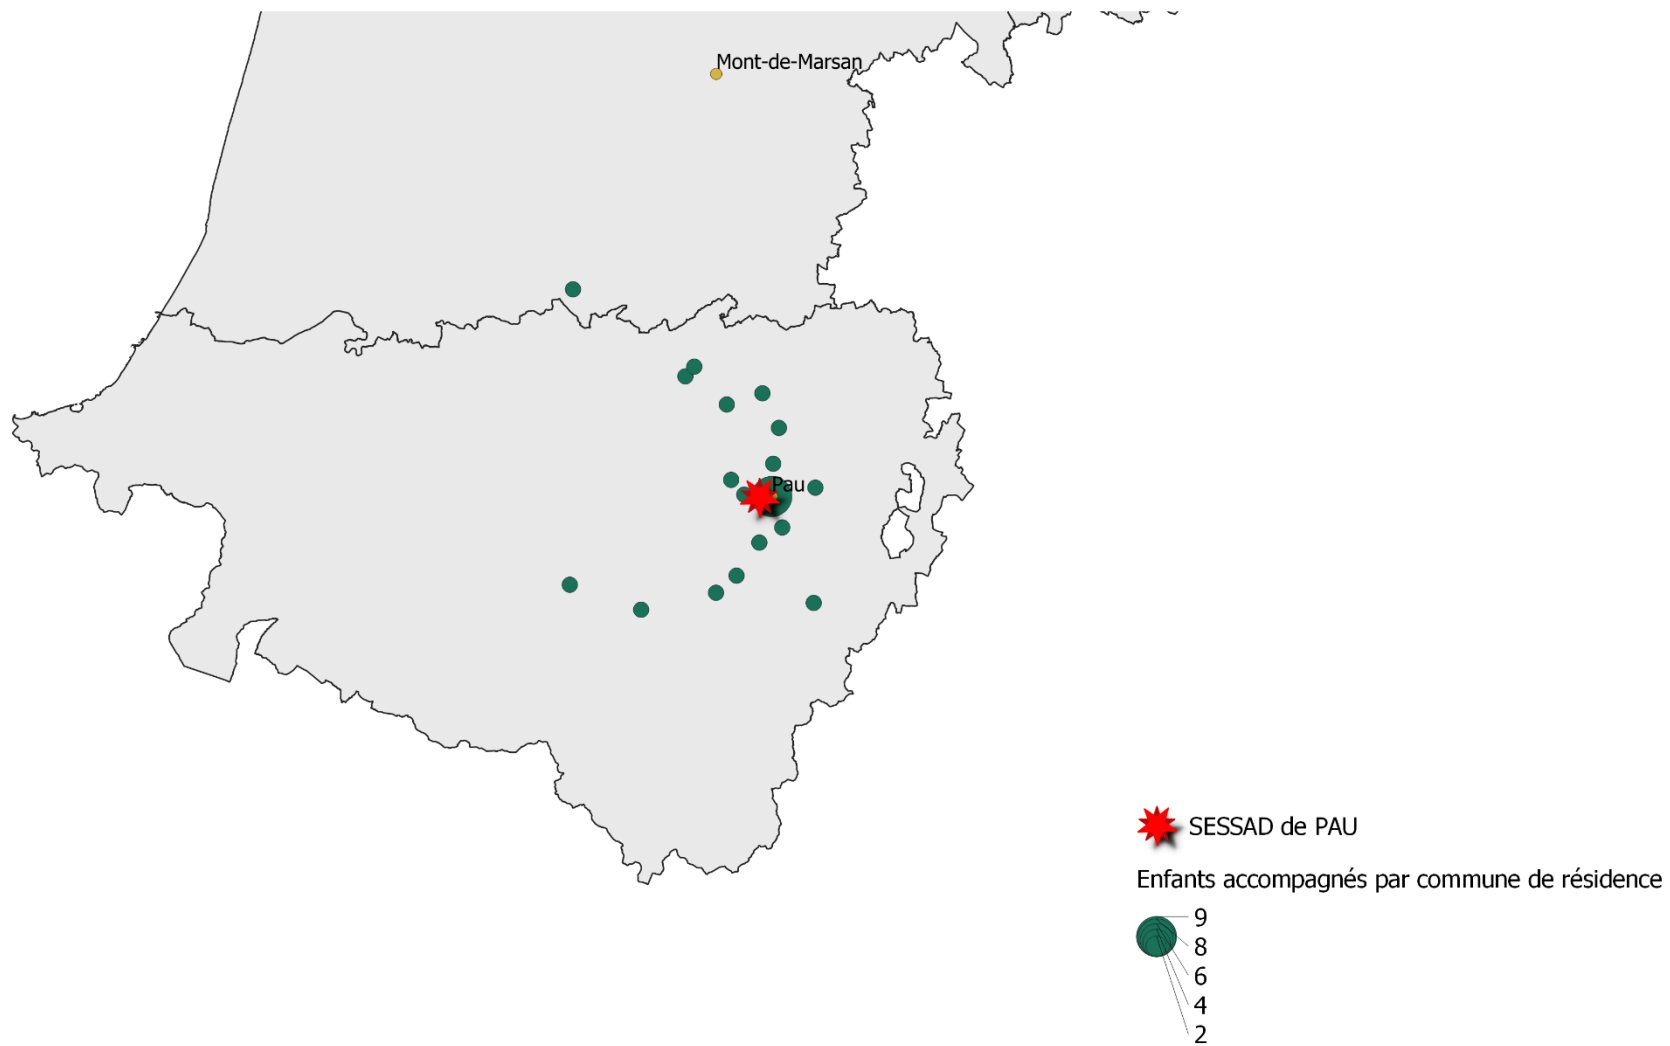 Mont-de-Marsan
Pau
SESSAD de PAU
Enfants accompagnés par commune de résidence
9
8
6
4
2